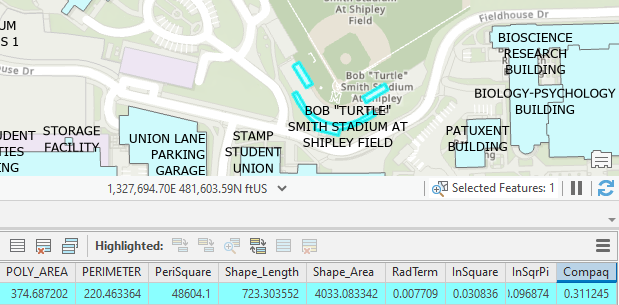 Smith Stadium
At Shipley
Field
Fieldhouse Dr
UM
S 1
BIOSCIENCE
RESEARCH
BUILDING
house Dr
Bob "Turtle"
Smith Stadium
At Shipley
Field
BIOLOGY-PSYCHOLOGY
BUILDING
BOB "TURTLE"
SMITH STADIUM AT
SHIPLEY FIELD
UDENT
TIES
NG
STORAGE
FACILITY
UNION LANE
PARKING
GARAGE
STAMP
STUDENT
UNION
PATUXENT
BUILDING
1,327,694.70E 481,603.59N ftUS
Selected Features: 1
Highlighted:
POLY_AREA PERIMETER PeriSquare Shape_Length Shape_Area RadTerm InSquare InSqrPi Compaq
374.687202 220.463364 48604.1 723.303552 4033.083342 0.007709 0.030836 0.096874 0.311245